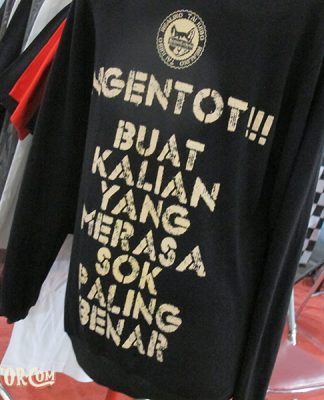 NGENTOT!!!
BUAT
KALIAN
YANG
MERASA
SOK
PALING
BENAR